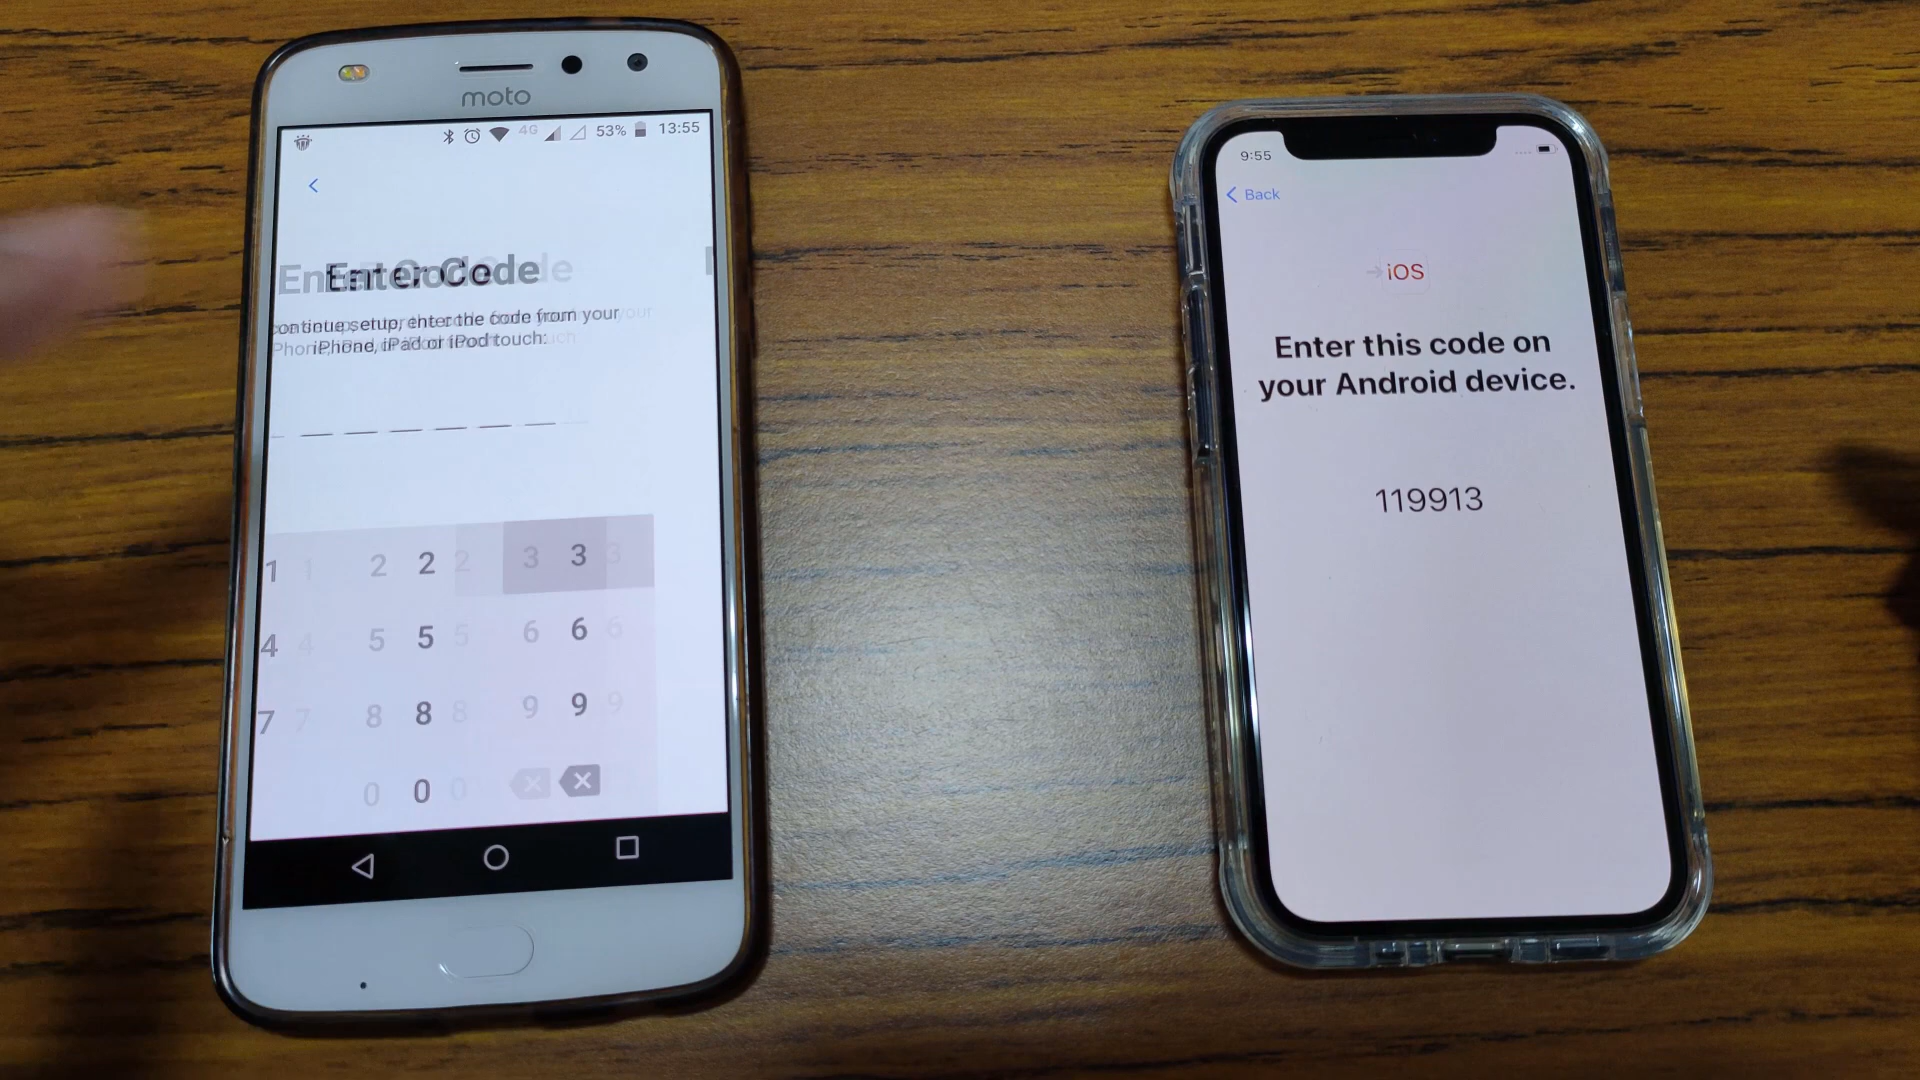 moto
4G 53% 13:55
Enter Code
continue setup, enter the code from your
iPhone, iPad or iPod touch:
1 2 3
4 5 6
7 8 9
0
9:55
Back
iOS
Enter this code on
your Android device.
119913